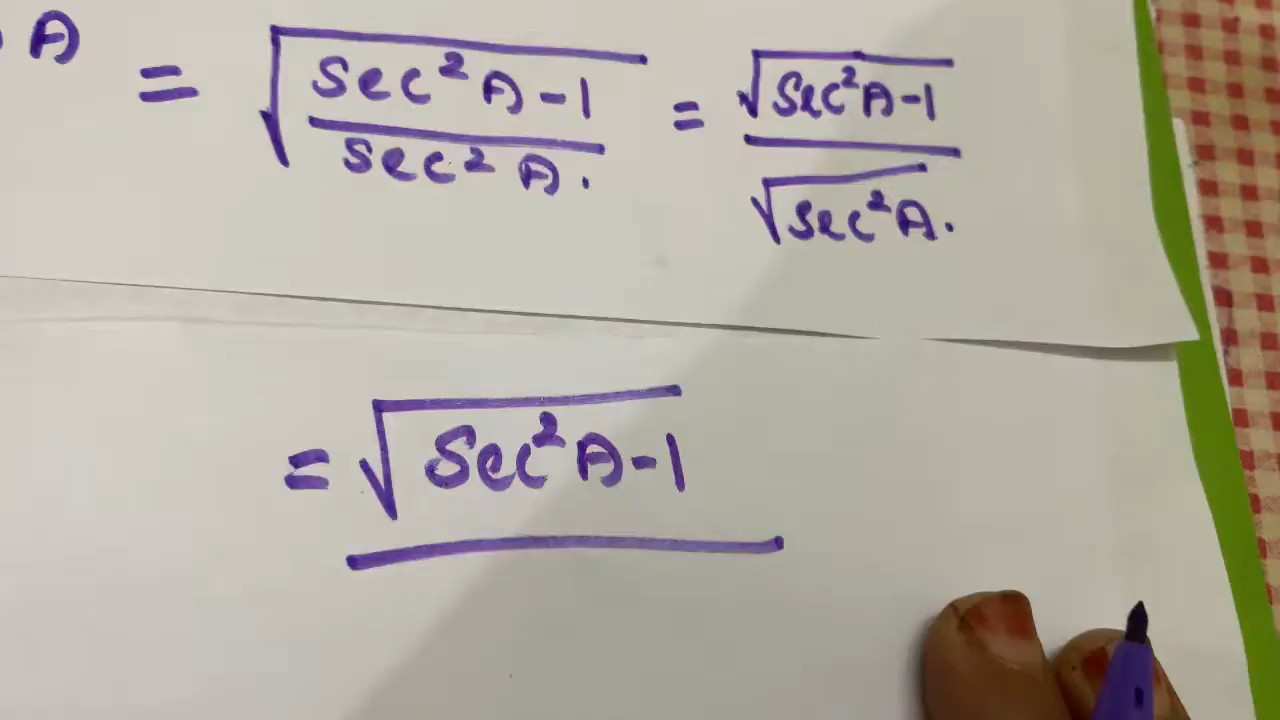 A = √(sec²A-1 / sec²A.) = √sec²A-1 / √sec²A.
= √sec²A-1